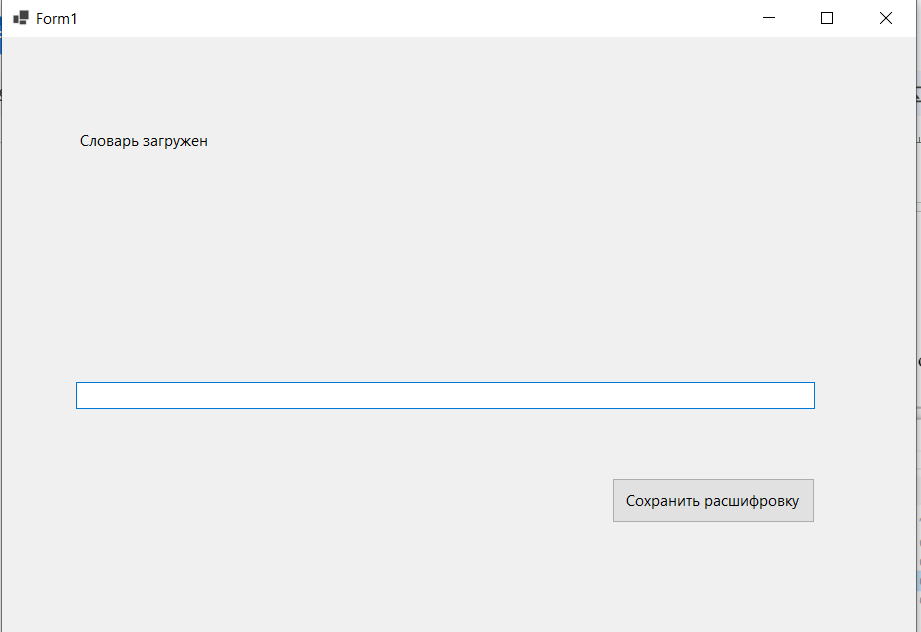 Form1
Словарь загружен
Сохранить расшифровку